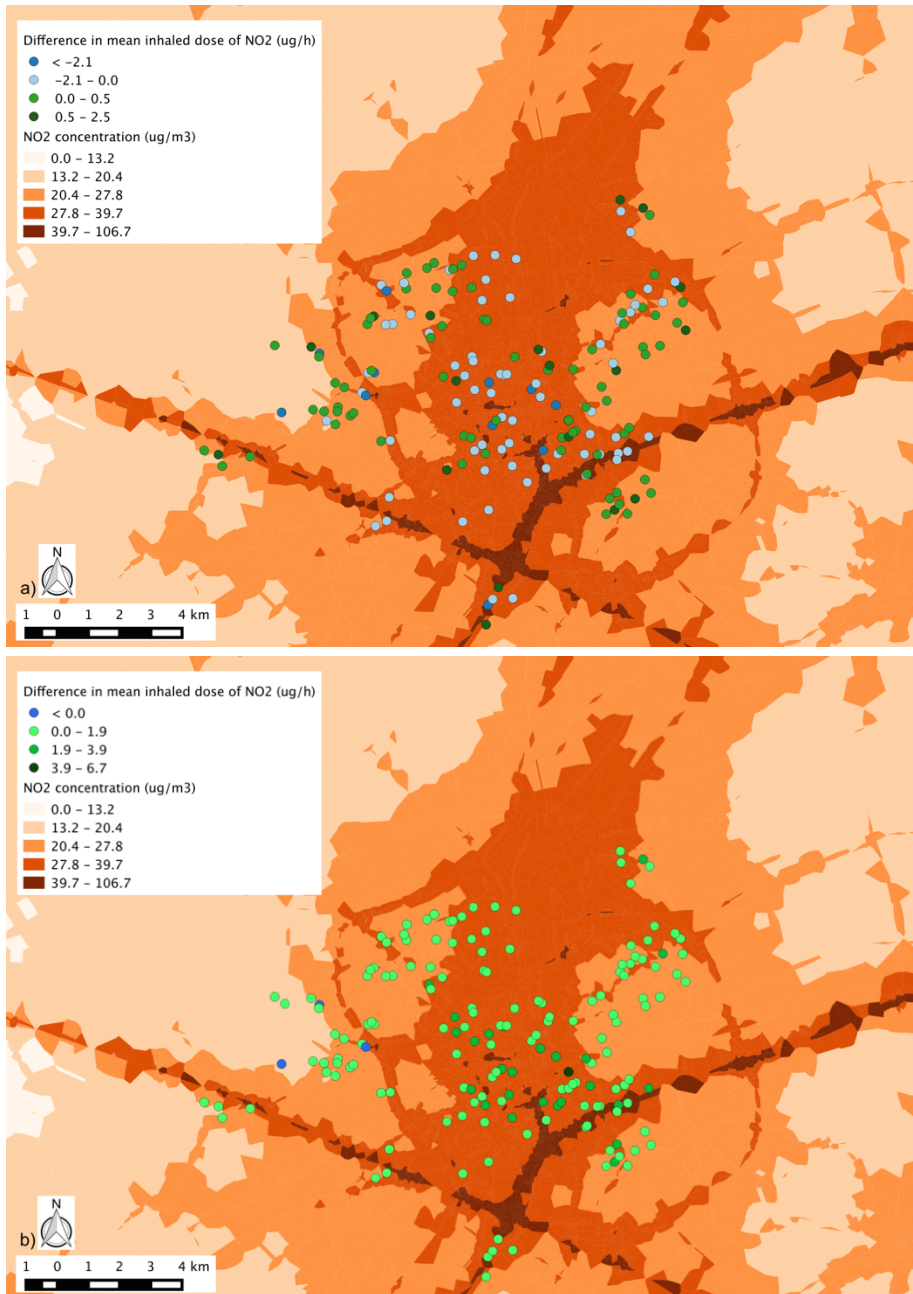 Difference in mean inhaled dose of NO2 (ug/h)
< -2.1
-2.1 - 0.0
0.0 - 0.5
0.5 - 2.5
NO2 concentration (ug/m3)
0.0 - 13.2
13.2 - 20.4
20.4 - 27.8
27.8 - 39.7
39.7 - 106.7
N
a)
1 0 1 2 3 4 km
Difference in mean inhaled dose of NO2 (ug/h)
< 0.0
0.0 - 1.9
1.9 - 3.9
3.9 - 6.7
NO2 concentration (ug/m3)
0.0 - 13.2
13.2 - 20.4
20.4 - 27.8
27.8 - 39.7
39.7 - 106.7
N
b)
1 0 1 2 3 4 km